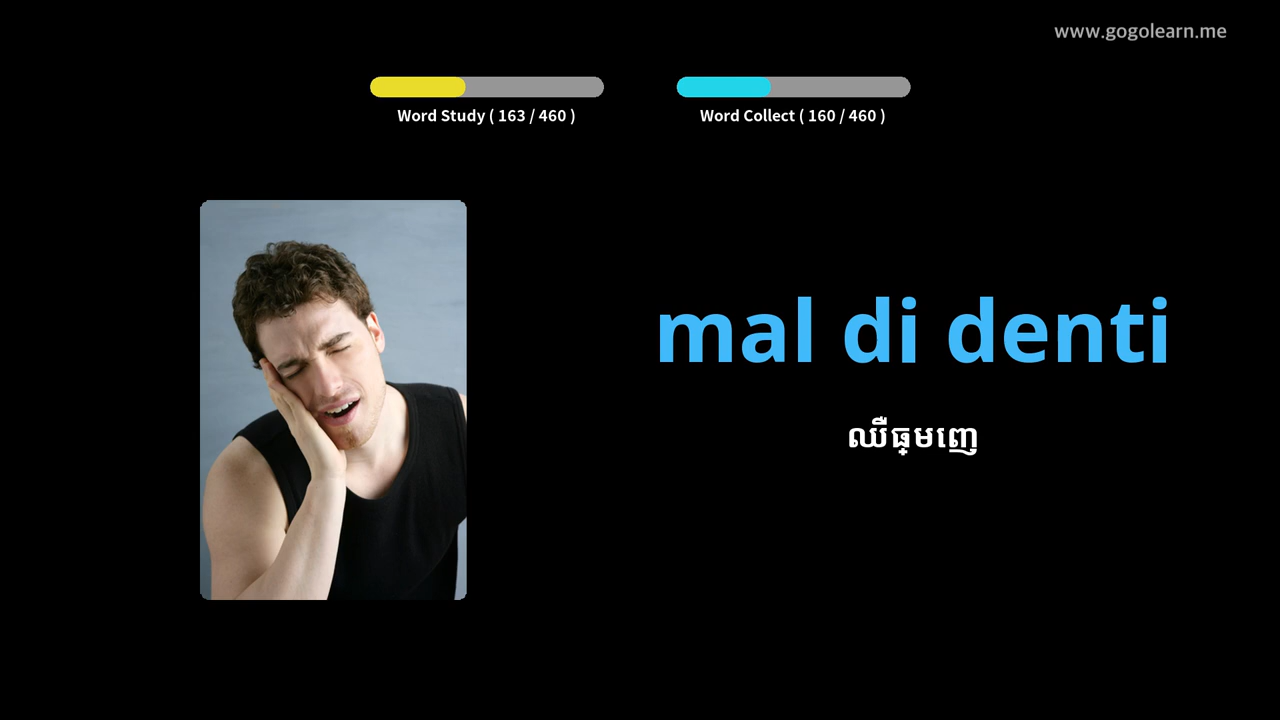 www.gogolearn.me
Word Study ( 163 / 460 )
Word Collect ( 160 / 460 )
mal di denti
ឈឺធ្មេញ